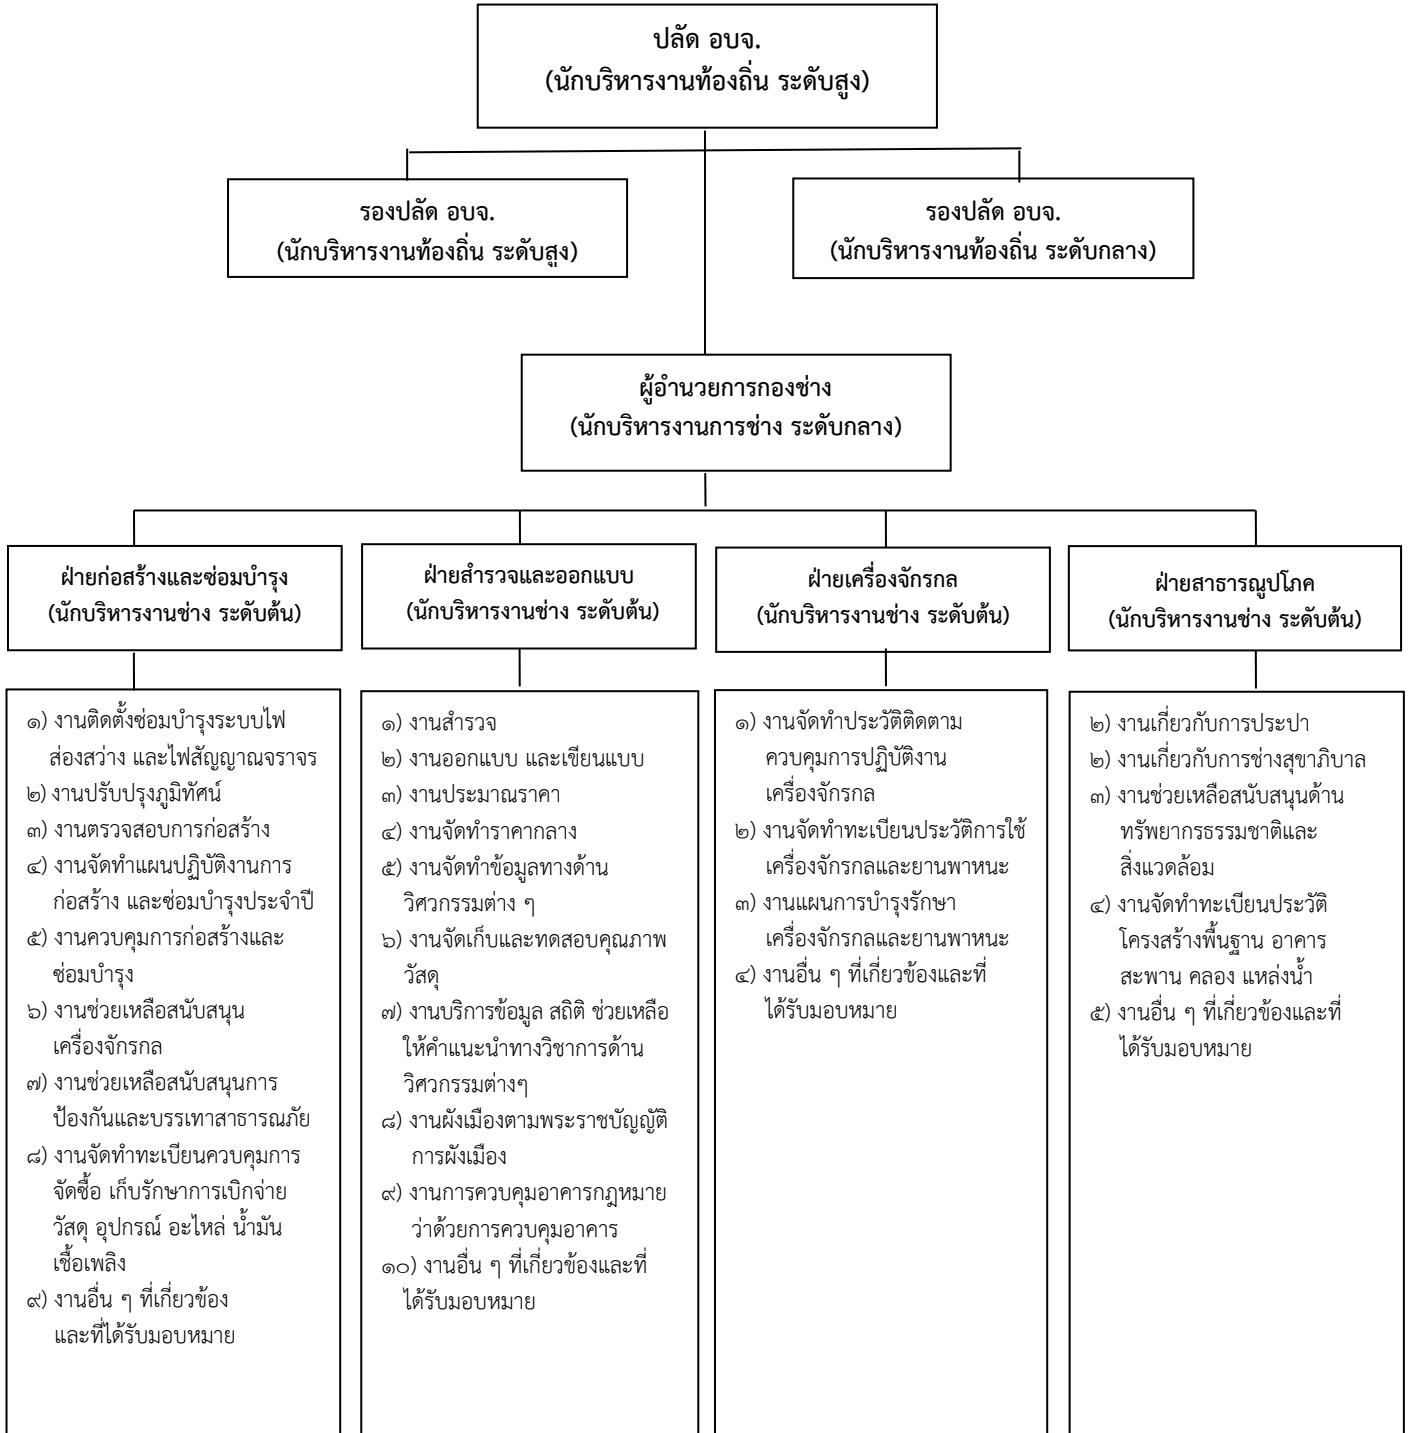 ปลัด อบจ.
(นักบริหารงานท้องถิ่น ระดับสูง)
รองปลัด อบจ.
(นักบริหารงานท้องถิ่น ระดับสูง)
รองปลัด อบจ.
(นักบริหารงานท้องถิ่น ระดับกลาง)
ผู้อำนวยการกองช่าง
(นักบริหารงานการช่าง ระดับกลาง)
ฝ่ายก่อสร้างและซ่อมบำรุง
(นักบริหารงานช่าง ระดับต้น)
ฝ่ายสำรวจและออกแบบ
(นักบริหารงานช่าง ระดับต้น)
ฝ่ายเครื่องจักรกล
(นักบริหารงานช่าง ระดับต้น)
ฝ่ายสาธารณูปโภค
(นักบริหารงานช่าง ระดับต้น)
๑) งานติดตั้งซ่อมบำรุงระบบไฟ
ส่องสว่าง และไฟสัญญาณจราจร
๒) งานปรับปรุงภูมิทัศน์
๓) งานตรวจสอบการก่อสร้าง
๔) งานจัดทำแผนปฏิบัติงานการ
ก่อสร้าง และซ่อมบำรุงประจำปี
๕) งานควบคุมการก่อสร้างและ
ซ่อมบำรุง
๖) งานช่วยเหลือสนับสนุน
เครื่องจักรกล
๗) งานช่วยเหลือสนับสนุนการ
ป้องกันและบรรเทาสาธารณภัย
๘) งานจัดทำทะเบียนควบคุมการ
จัดซื้อ เก็บรักษาการเบิกจ่าย
วัสดุ อุปกรณ์ อะไหล่ น้ำมัน
เชื้อเพลิง
๙) งานอื่น ๆ ที่เกี่ยวข้อง
และที่ได้รับมอบหมาย
๑) งานสำรวจ
๒) งานออกแบบ และเขียนแบบ
๓) งานประมาณราคา
๔) งานจัดทำราคากลาง
๕) งานจัดทำข้อมูลทางด้าน
วิศวกรรมต่าง ๆ
๖) งานจัดเก็บและทดสอบคุณภาพ
วัสดุ
๗) งานบริการข้อมูล สถิติ ช่วยเหลือ
ให้คำแนะนำทางวิชาการด้าน
วิศวกรรมต่างๆ
๘) งานผังเมืองตามพระราชบัญญัติ
การผังเมือง
๙) งานการควบคุมอาคารกฎหมาย
ว่าด้วยการควบคุมอาคาร
๑๐) งานอื่น ๆ ที่เกี่ยวข้องและที่
ได้รับมอบหมาย
๑) งานจัดทำประวัติติดตาม
ควบคุมการปฏิบัติงาน
เครื่องจักรกล
๒) งานจัดทำทะเบียนประวัติการใช้
เครื่องจักรกลและยานพาหนะ
๓) งานแผนการบำรุงรักษา
เครื่องจักรกลและยานพาหนะ
๔) งานอื่น ๆ ที่เกี่ยวข้องและที่
ได้รับมอบหมาย
๒) งานเกี่ยวกับการประปา
๒) งานเกี่ยวกับการช่างสุขาภิบาล
๓) งานช่วยเหลือสนับสนุนด้าน
ทรัพยากรธรรมชาติและ
สิ่งแวดล้อม
๔) งานจัดทำทะเบียนประวัติ
โครงสร้างพื้นฐาน อาคาร
สะพาน คลอง แหล่งน้ำ
๕) งานอื่น ๆ ที่เกี่ยวข้องและที่
ได้รับมอบหมาย